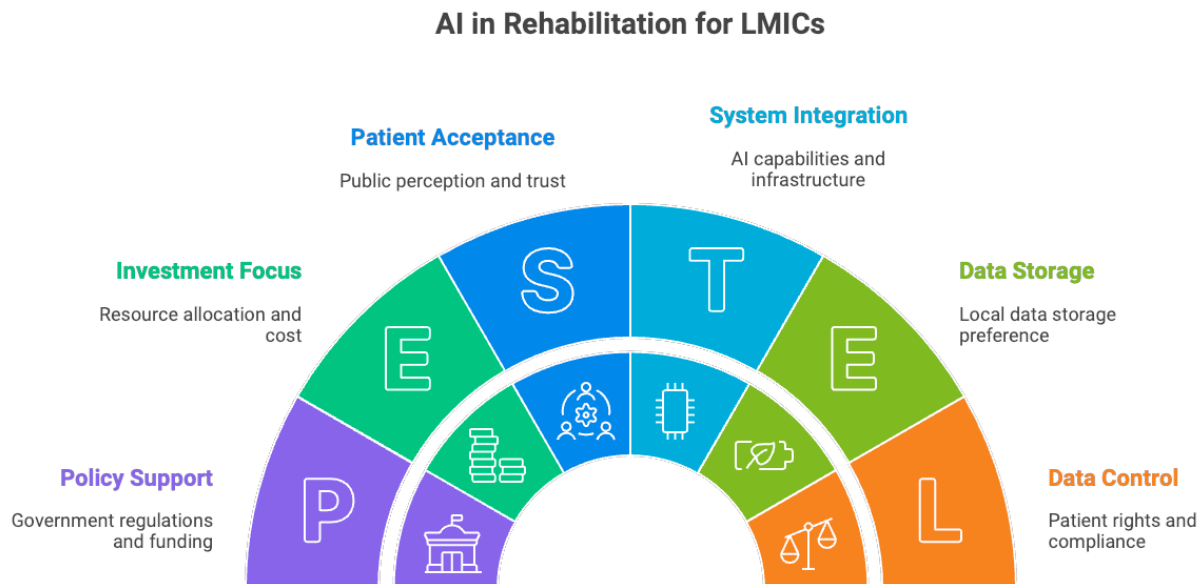 AI in Rehabilitation for LMICs
System Integration
AI capabilities and
infrastructure
Patient Acceptance
Public perception and trust
Investment Focus
Resource allocation and
cost
Data Storage
Local data storage
preference
Policy Support
Government regulations
and funding
Data Control
Patient rights and
compliance
P
E
S
T
E
L